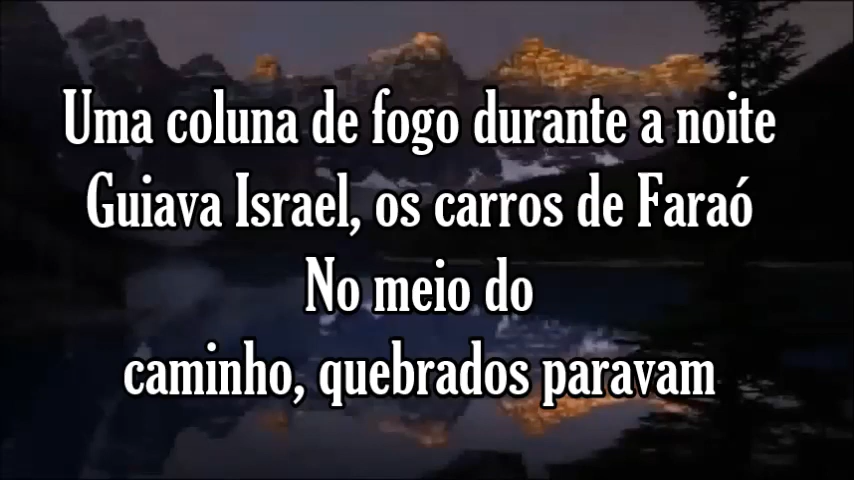 Uma coluna de fogo durante a noite
Guiava Israel, os carros de Faraó
No meio do
caminho, quebrados paravam